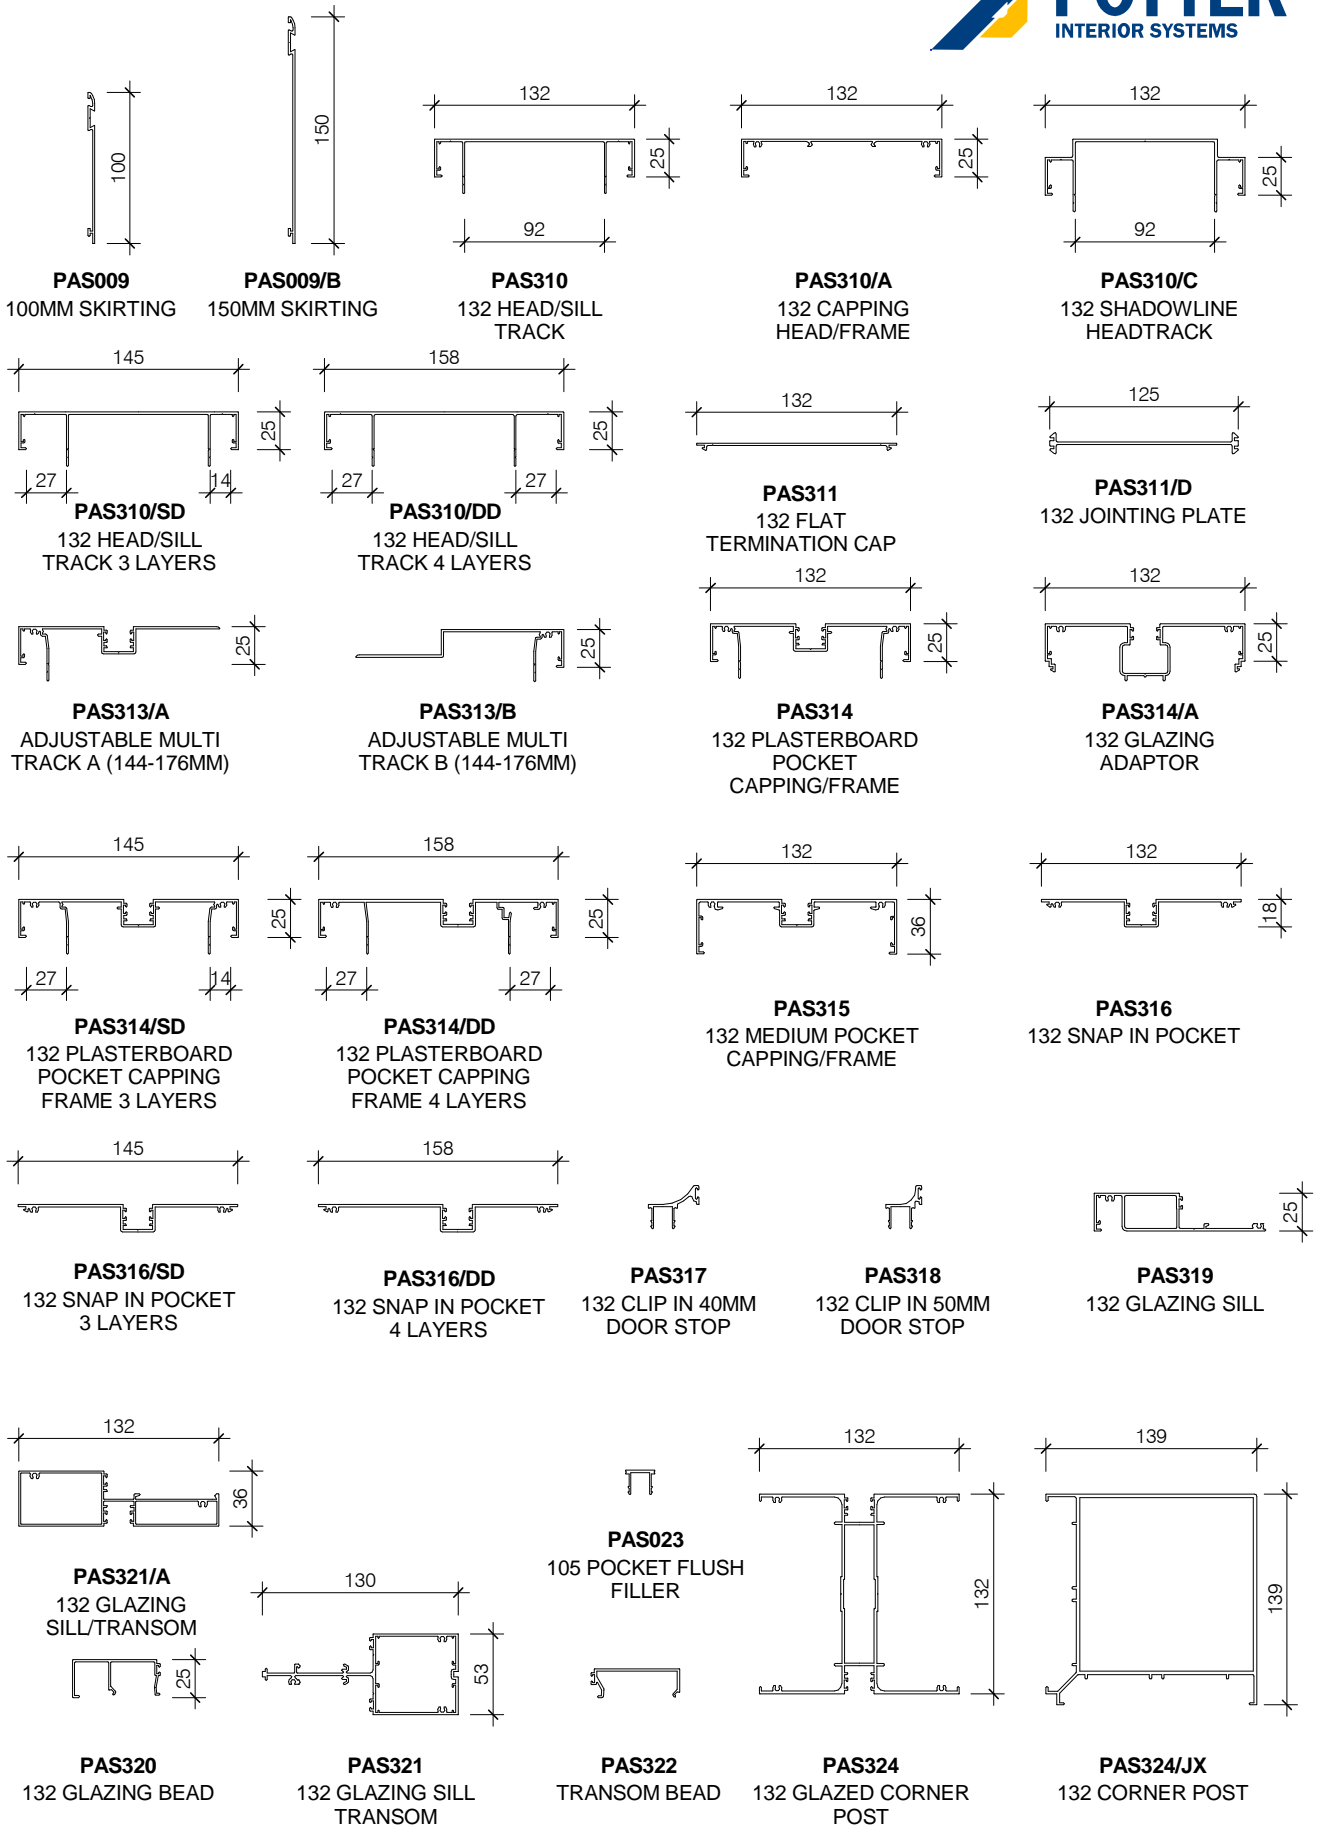 POTTER
INTERIOR SYSTEMS
100
150
132
25
92
132
25
132
25
92
PAS009
100MM SKIRTING
PAS009/B
150MM SKIRTING
PAS310
132 HEAD/SILL
TRACK
PAS310/A
132 CAPPING
HEAD/FRAME
PAS310/C
132 SHADOWLINE
HEADTRACK
145
25
27
14
158
25
27
27
132
125
PAS310/SD
132 HEAD/SILL
TRACK 3 LAYERS
PAS310/DD
132 HEAD/SILL
TRACK 4 LAYERS
PAS311
132 FLAT
TERMINATION CAP
PAS311/D
132 JOINTING PLATE
25
25
132
25
132
25
PAS313/A
ADJUSTABLE MULTI
TRACK A (144-176MM)
PAS313/B
ADJUSTABLE MULTI
TRACK B (144-176MM)
PAS314
132 PLASTERBOARD
POCKET
CAPPING/FRAME
PAS314/A
132 GLAZING
ADAPTOR
145
25
27
14
158
25
27
27
132
36
132
18
PAS314/SD
132 PLASTERBOARD
POCKET CAPPING
FRAME 3 LAYERS
PAS314/DD
132 PLASTERBOARD
POCKET CAPPING
FRAME 4 LAYERS
PAS315
132 MEDIUM POCKET
CAPPING/FRAME
PAS316
132 SNAP IN POCKET
145
158
25
PAS316/SD
132 SNAP IN POCKET
3 LAYERS
PAS316/DD
132 SNAP IN POCKET
4 LAYERS
PAS317
132 CLIP IN 40MM
DOOR STOP
PAS318
132 CLIP IN 50MM
DOOR STOP
PAS319
132 GLAZING SILL
132
36
PAS321/A
132 GLAZING
SILL/TRANSOM
PAS023
105 POCKET FLUSH
FILLER
132
132
139
139
25
130
53
PAS320
132 GLAZING BEAD
PAS321
132 GLAZING SILL
TRANSOM
PAS322
TRANSOM BEAD
PAS324
132 GLAZED CORNER
POST
PAS324/JX
132 CORNER POST